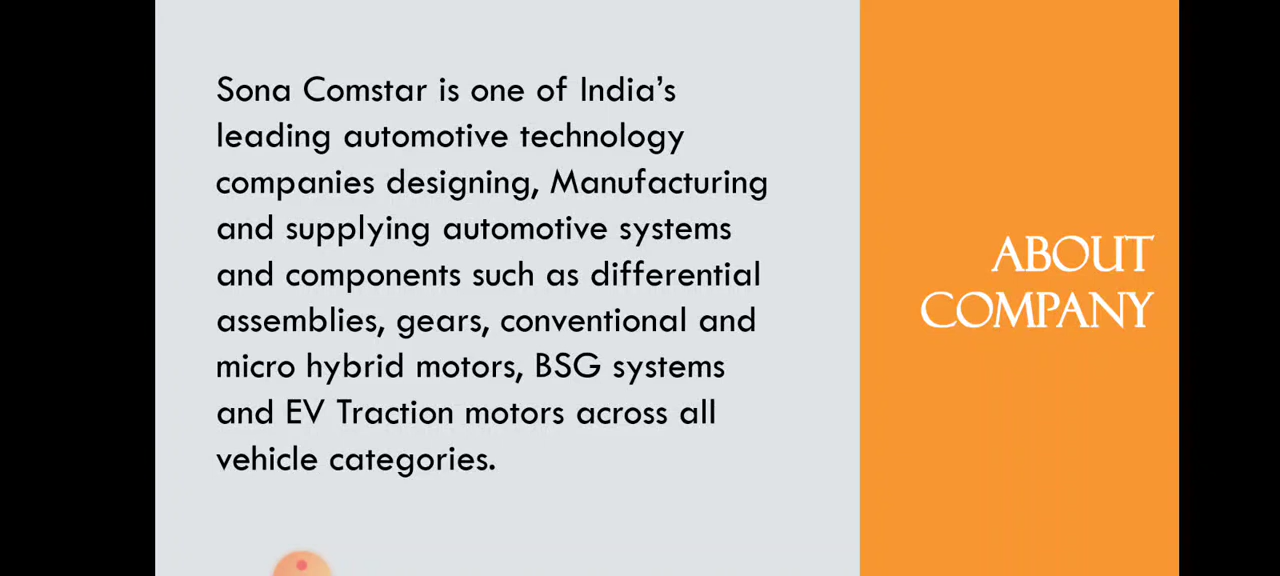 Sona Comstar is one of India’s
leading automotive technology
companies designing, Manufacturing
and supplying automotive systems
and components such as differential
assemblies, gears, conventional and
micro hybrid motors, BSG systems
and EV Traction motors across all
vehicle categories.
ABOUT
COMPANY